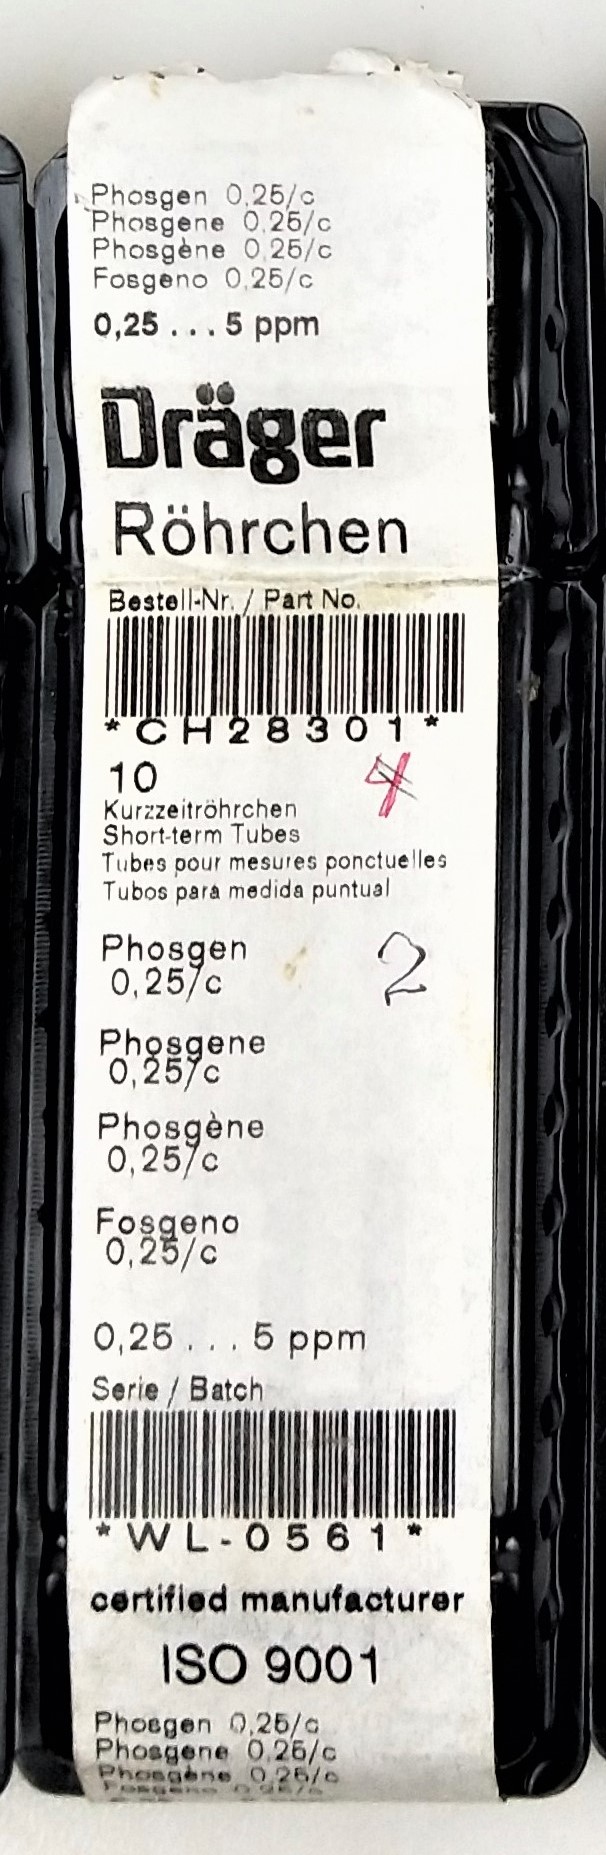 Phosgen 0,25/c
Phosgene 0,25/c
Phosgène 0,25/c
Fosgeno 0,25/c
0,25 . . . 5 ppm
Dräger
Röhrchen
Bestell-Nr. / Part No.
*CH28301*
10 4
Kurzzeitröhrchen
Short-term Tubes
Tubes pour mesures ponctuelles
Tubos para medida puntual
Phosgen
0,25/c 2
Phosgene
0,25/c
Phosgène
0,25/c
Fosgeno
0,25/c
0,25 . . . 5 ppm
Serie / Batch
*WL-0561*
certified manufacturer
ISO 9001
Phosgen 0,25/c
Phosgene 0,25/c
Phosgène 0,25/c
Fosgeno 0,25/c